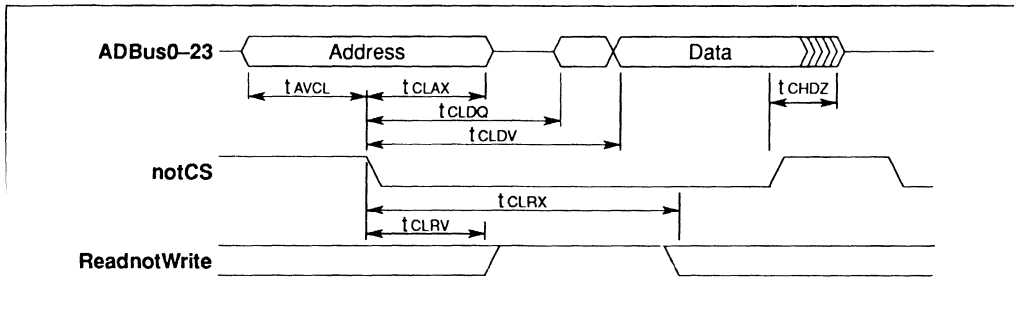 ADBus0–23
Address
Data
tAVCL
tCLAX
tCHDZ
tCLDQ
tCLDV
notCS
tCLRX
tCLRV
ReadnotWrite